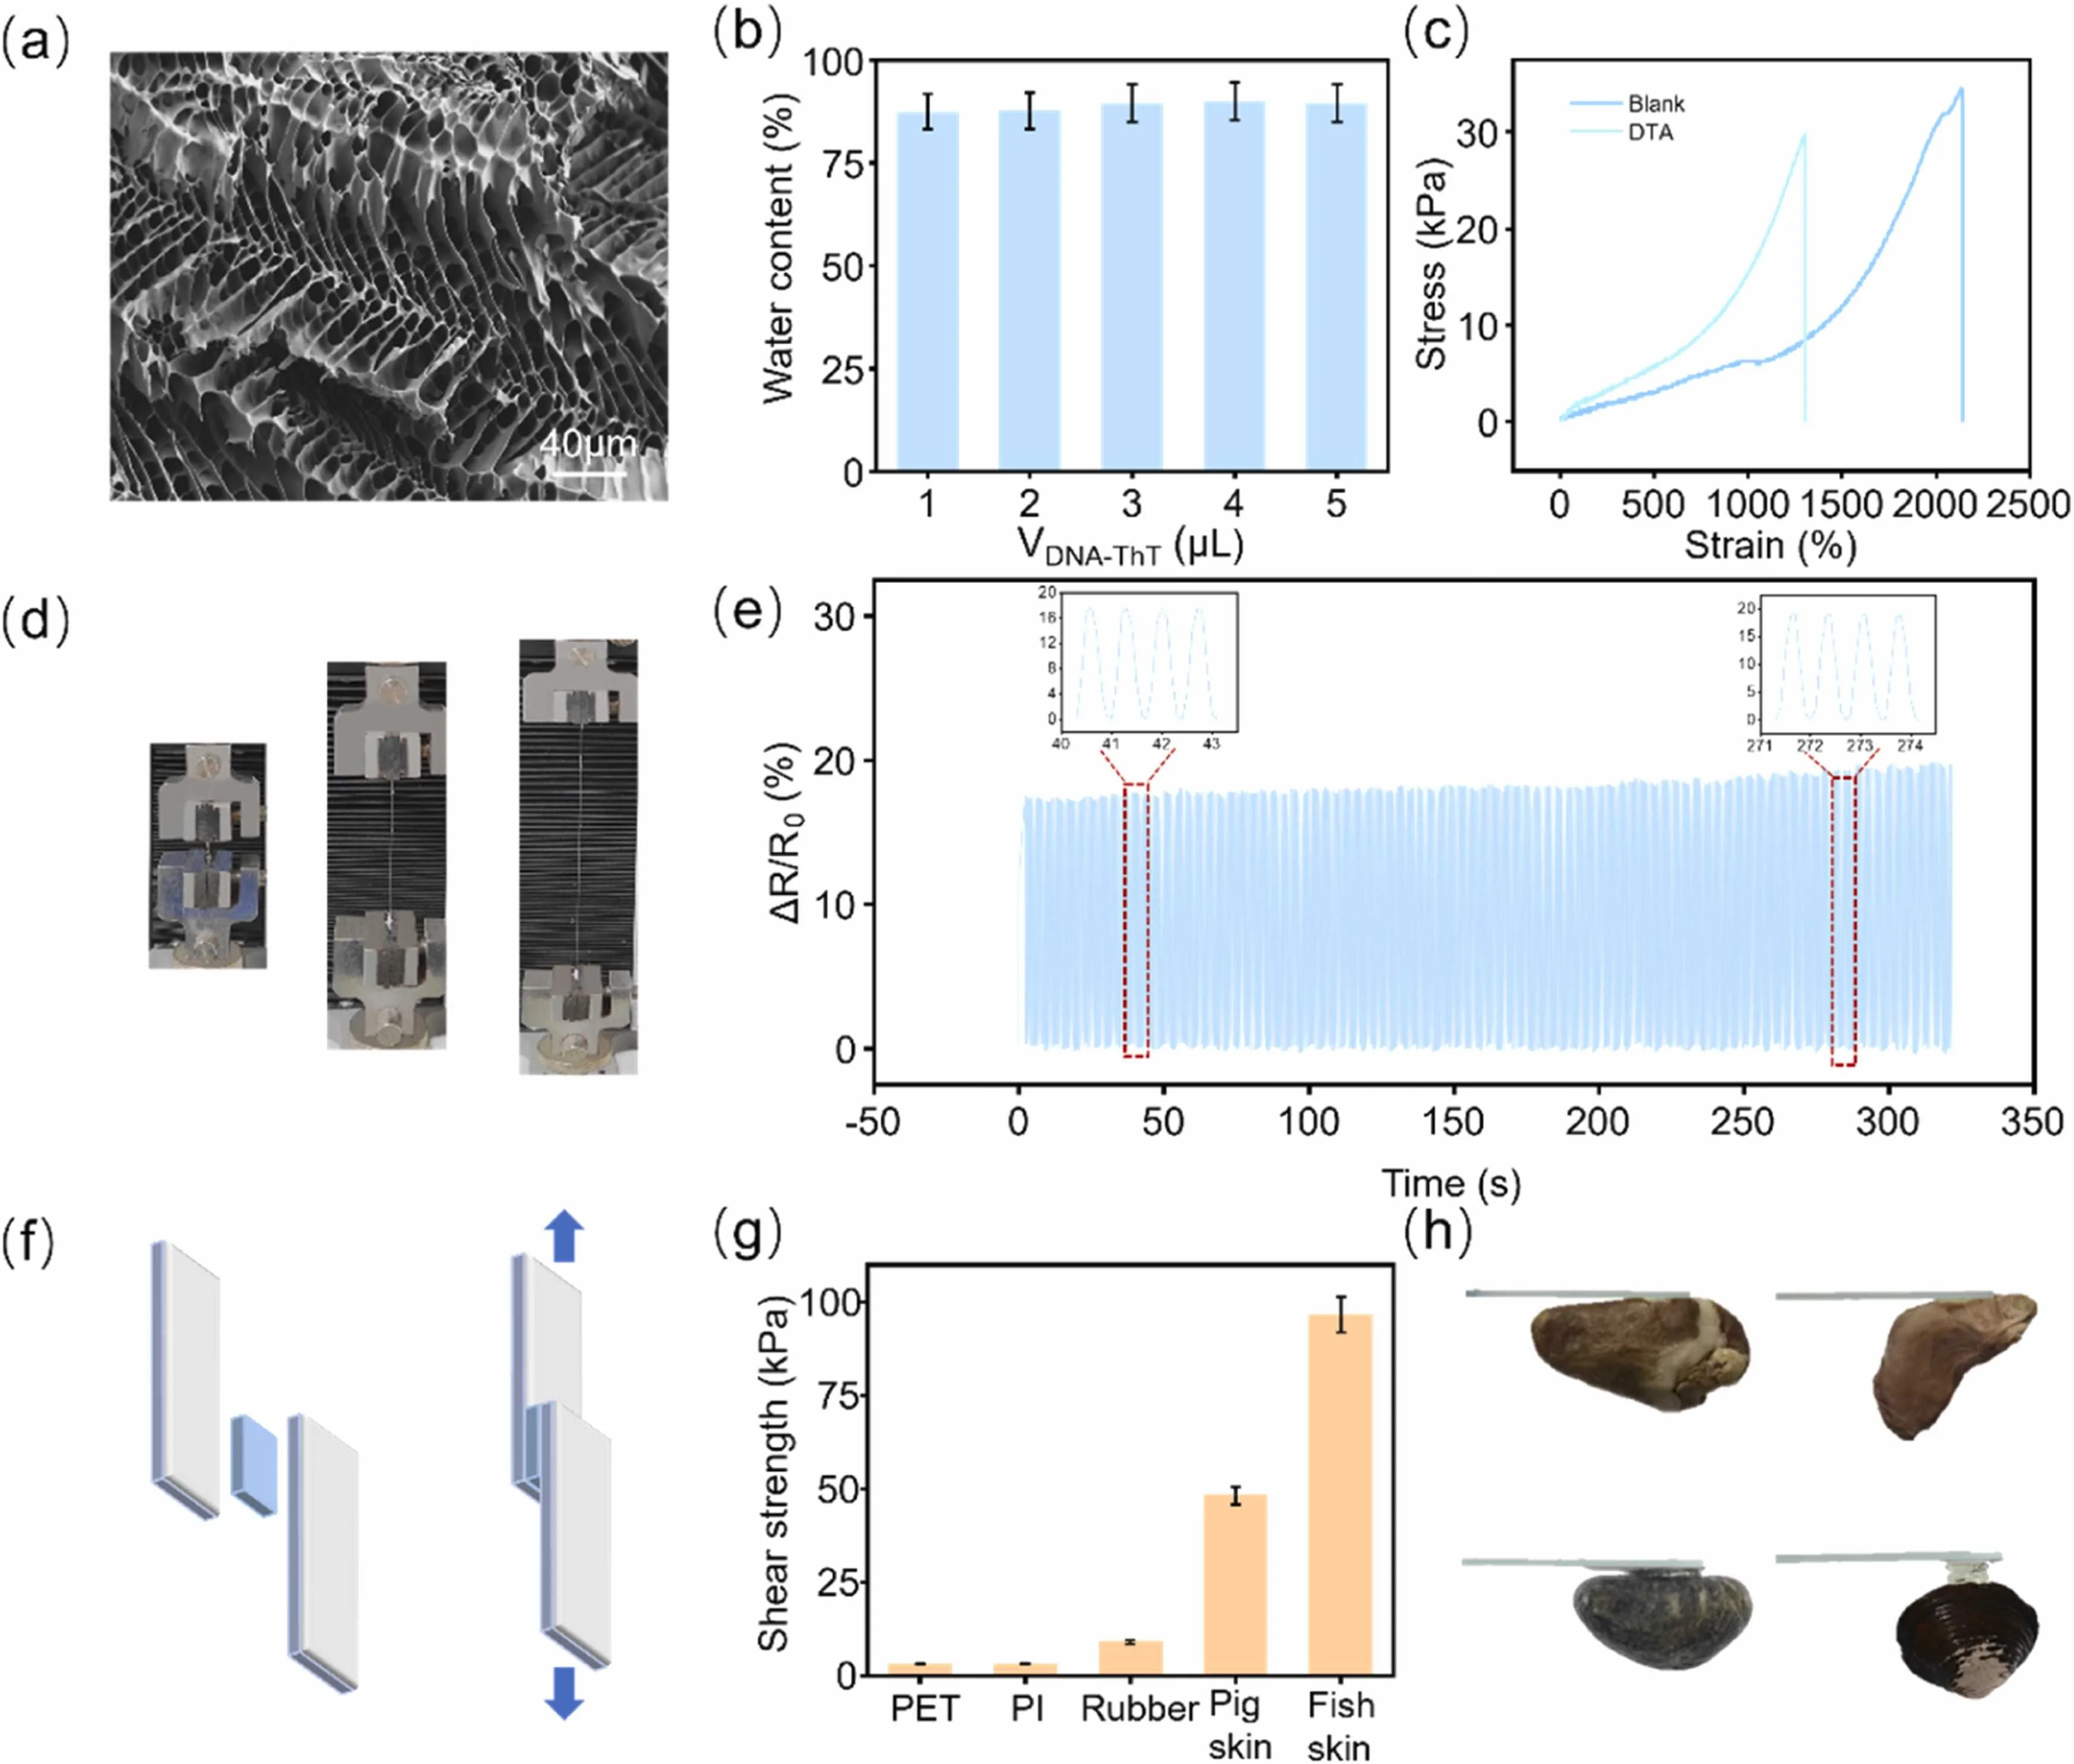 (a)
40μm
(b)
100
75
50
25
0
Water content (%)
1 2 3 4 5
V_DNA-ThT (μL)
(c)
Blank
DTA
30
20
10
0
Stress (kPa)
0 500 1000 1500 2000 2500
Strain (%)
(d)
(e)
30
20
10
0
ΔR/R0 (%)
20
16
12
8
4
0
40 41 42 43
20
15
10
5
0
271 272 273 274
-50 0 50 100 150 200 250 300 350
Time (s)
(f)
(g)
100
75
50
25
0
Shear strength (kPa)
PET PI Rubber Pig skin Fish skin
(h)